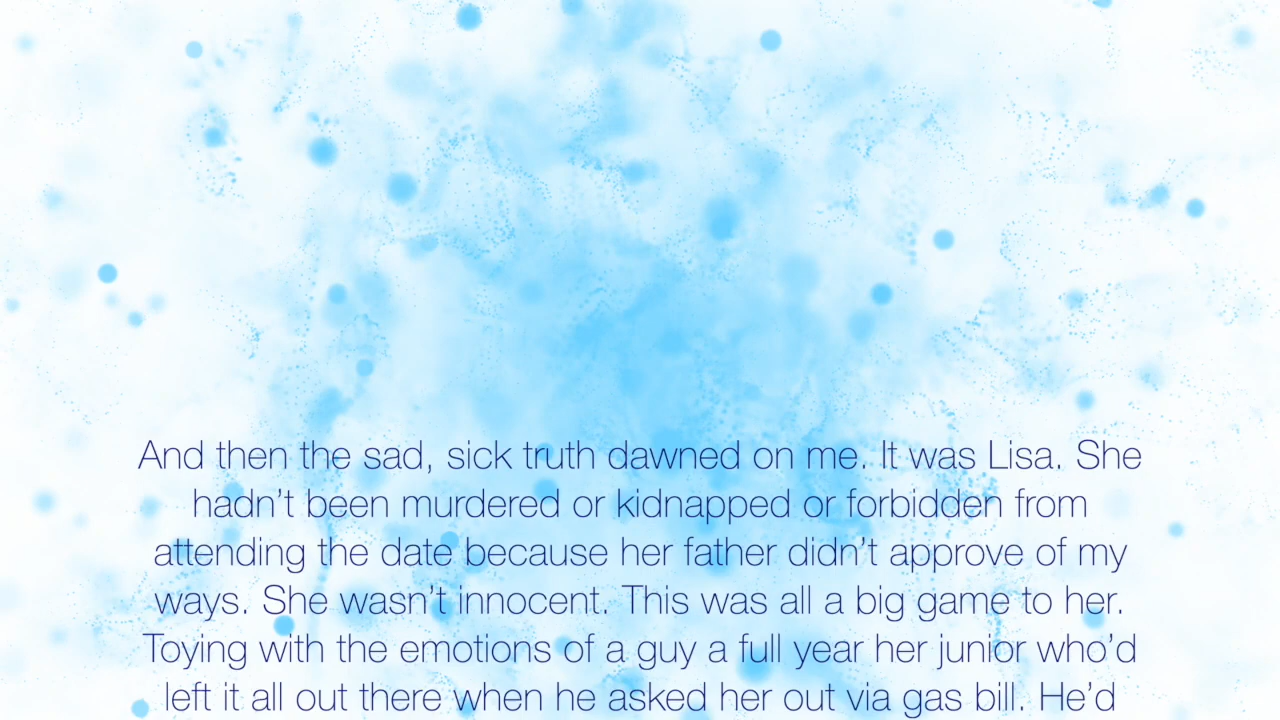 And then the sad, sick truth dawned on me. It was Lisa. She
hadn’t been murdered or kidnapped or forbidden from
attending the date because her father didn’t approve of my
ways. She wasn’t innocent. This was all a big game to her.
Toying with the emotions of a guy a full year her junior who’d
left it all out there when he asked her out via gas bill. He’d